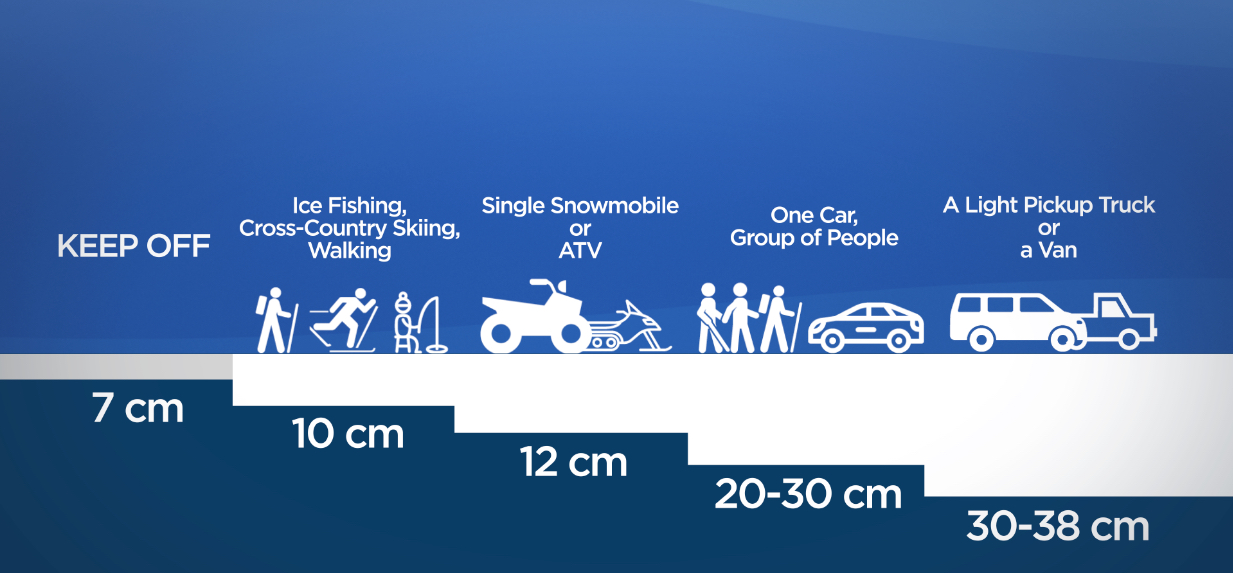 KEEP OFF
Ice Fishing,
Cross-Country Skiing,
Walking
Single Snowmobile
or
ATV
One Car,
Group of People
A Light Pickup Truck
or
a Van
7 cm
10 cm
12 cm
20-30 cm
30-38 cm